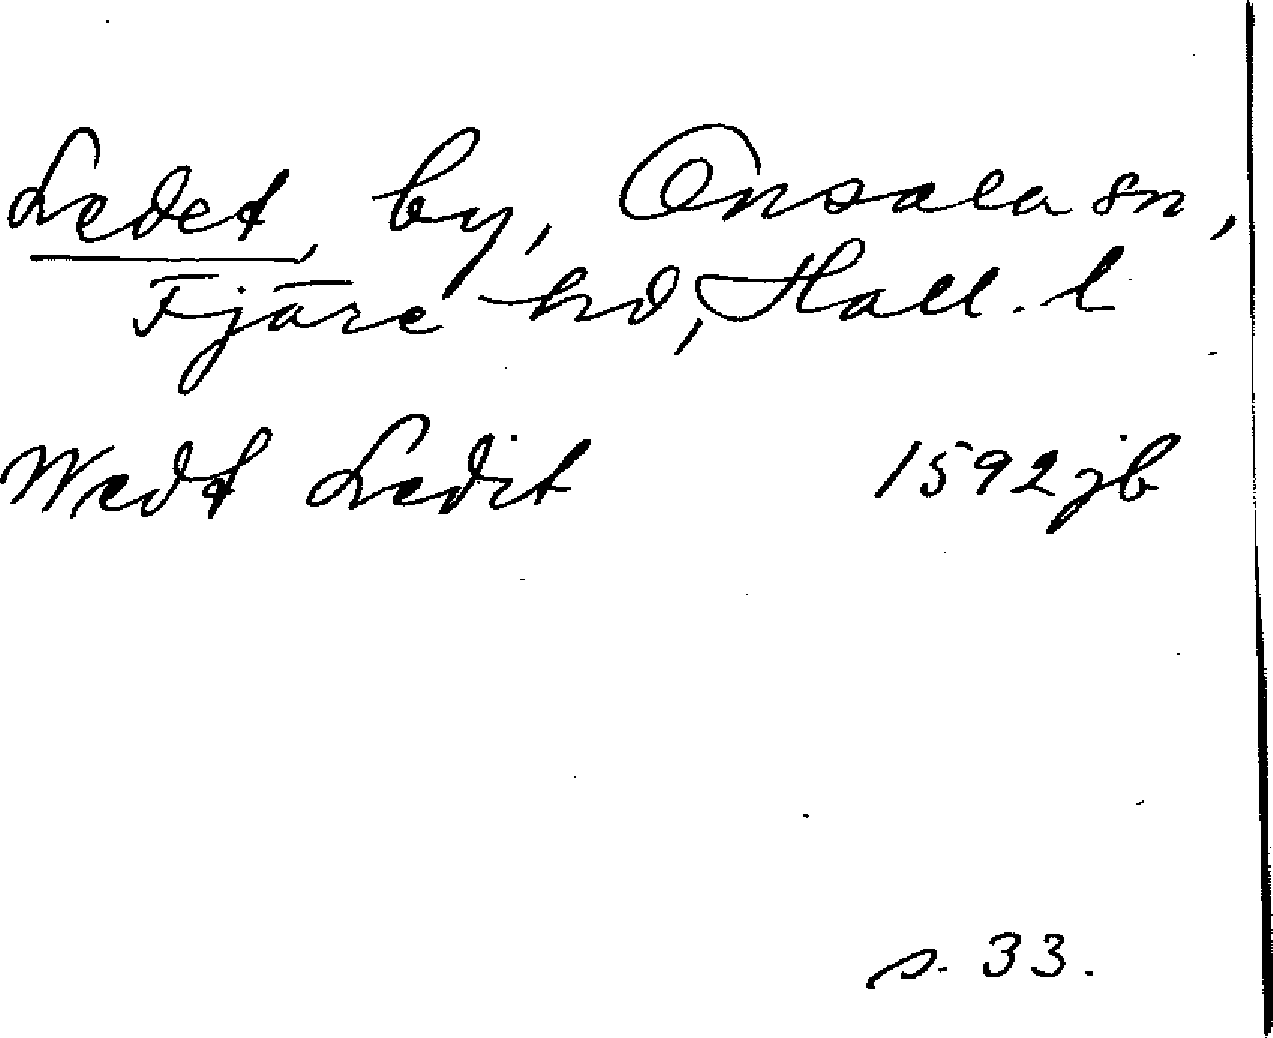 Ledet, by, Onsala sn,
Fjäre hd, Hall. l
Wedt Ledit 1592 jb
s. 33.